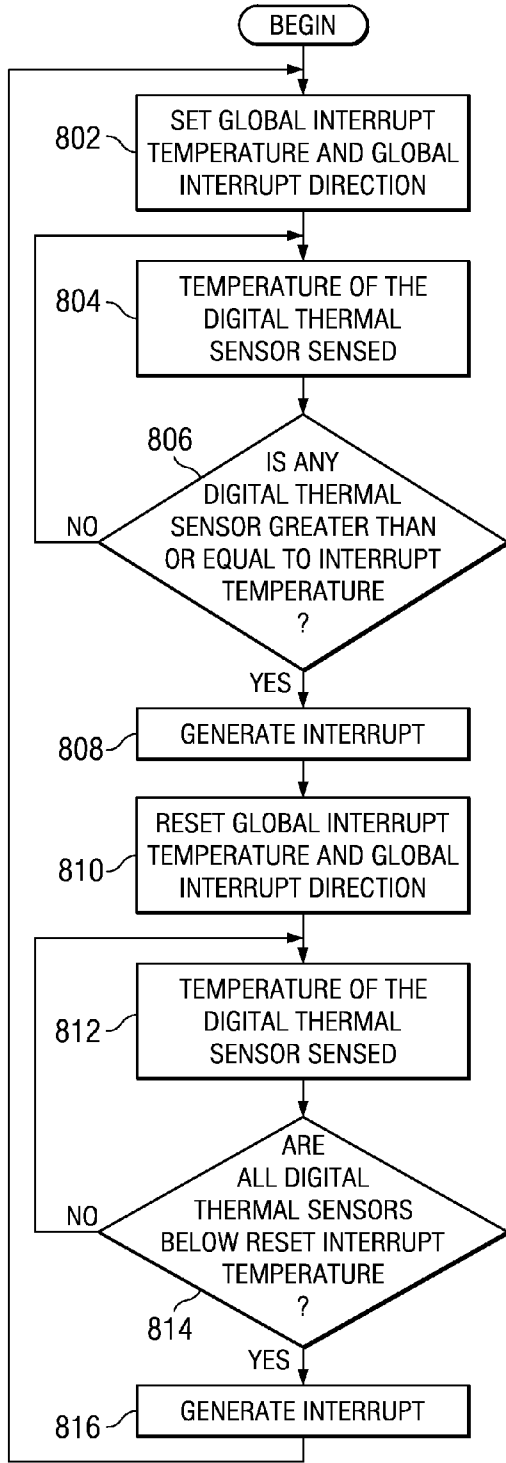 BEGIN
802
SET GLOBAL INTERRUPT
TEMPERATURE AND GLOBAL
INTERRUPT DIRECTION
804
TEMPERATURE OF THE
DIGITAL THERMAL
SENSOR SENSED
806
IS ANY
DIGITAL THERMAL
SENSOR GREATER THAN
OR EQUAL TO INTERRUPT
TEMPERATURE
?
NO
YES
808
GENERATE INTERRUPT
810
RESET GLOBAL INTERRUPT
TEMPERATURE AND GLOBAL
INTERRUPT DIRECTION
812
TEMPERATURE OF THE
DIGITAL THERMAL
SENSOR SENSED
ARE
ALL DIGITAL
THERMAL SENSORS
BELOW RESET INTERRUPT
TEMPERATURE
?
NO
814
YES
816
GENERATE INTERRUPT